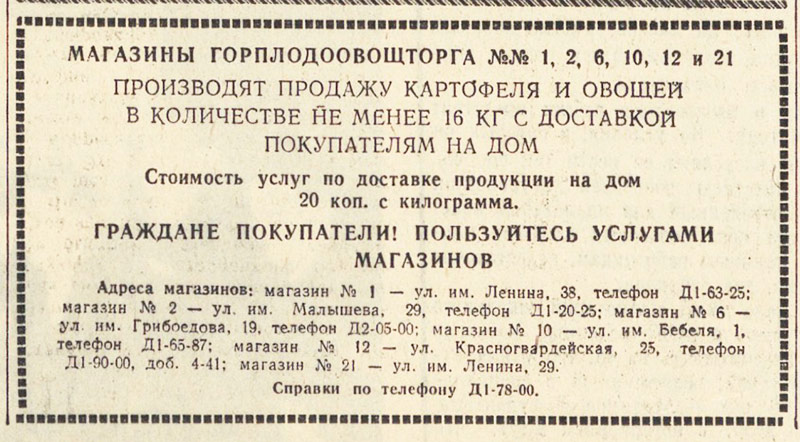 МАГАЗИНЫ ГОРПЛОДООВОЩТОРГА №№ 1, 2, 6, 10, 12 и 21
ПРОИЗВОДЯТ ПРОДАЖУ КАРТОФЕЛЯ И ОВОЩЕЙ
В КОЛИЧЕСТВЕ НЕ МЕНЕЕ 16 КГ С ДОСТАВКОЙ
ПОКУПАТЕЛЯМ НА ДОМ
Стоимость услуг по доставке продукции на дом
20 коп. с килограмма.
ГРАЖДАНЕ ПОКУПАТЕЛИ! ПОЛЬЗУЙТЕСЬ УСЛУГАМИ
МАГАЗИНОВ
Адреса магазинов: магазин № 1 — ул. им. Ленина, 38, телефон Д1-63-25;
магазин № 2 — ул. им. Малышева, 29, телефон Д1-20-25; магазин № 6 —
ул. им. Грибоедова, 19, телефон Д2-05-00; магазин № 10 — ул. им. Бебеля, 1,
телефон Д1-65-87; магазин № 12 — ул. Красногвардейская, 25, телефон
Д1-90-00, доб. 4-41; магазин № 21 — ул. им. Ленина, 29.
Справки по телефону Д1-78-00.